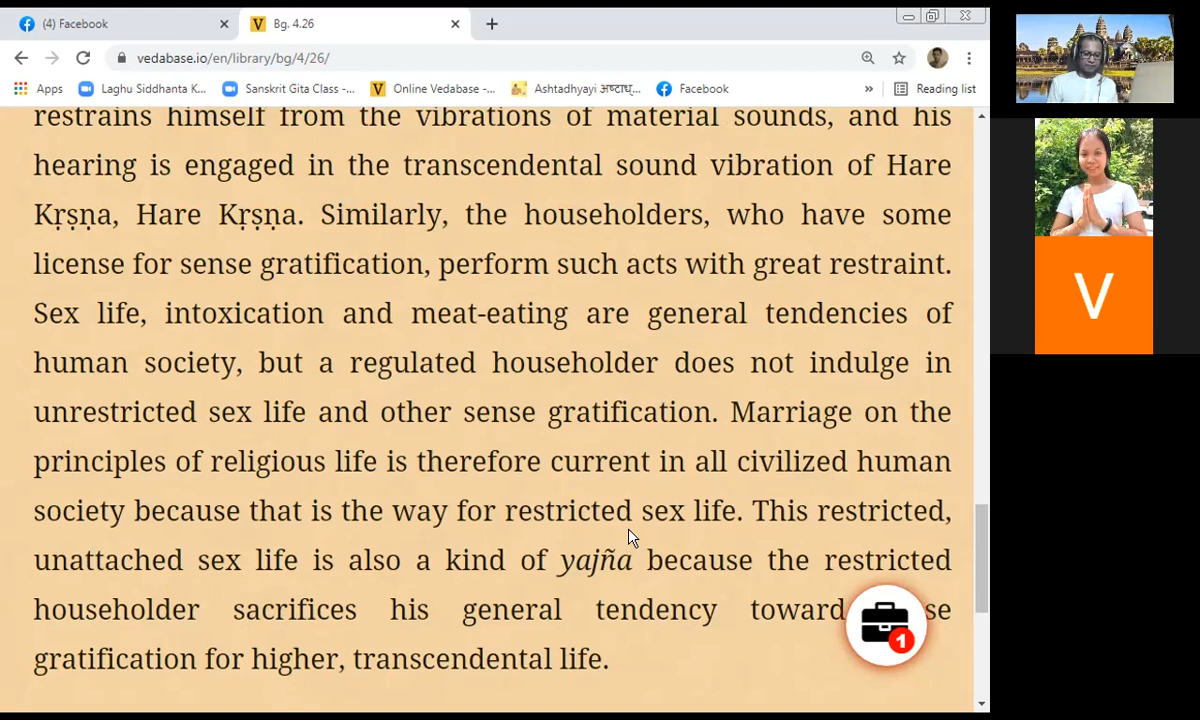 (4) Facebook
Bg. 4.26
vedabase.io/en/library/bg/4/26/
Apps
Laghu Siddhanta K...
Sanskrit Gita Class -...
Online Vedabase -...
Ashtadhyayi अष्टाध्...
Facebook
»
Reading list
restrains himself from the vibrations of material sounds, and his
hearing is engaged in the transcendental sound vibration of Hare
Kṛṣṇa, Hare Kṛṣṇa. Similarly, the householders, who have some
license for sense gratification, perform such acts with great restraint.
Sex life, intoxication and meat-eating are general tendencies of
human society, but a regulated householder does not indulge in
unrestricted sex life and other sense gratification. Marriage on the
principles of religious life is therefore current in all civilized human
society because that is the way for restricted sex life. This restricted,
unattached sex life is also a kind of yajña because the restricted
householder sacrifices his general tendency toward se
gratification for higher, transcendental life.
1
V